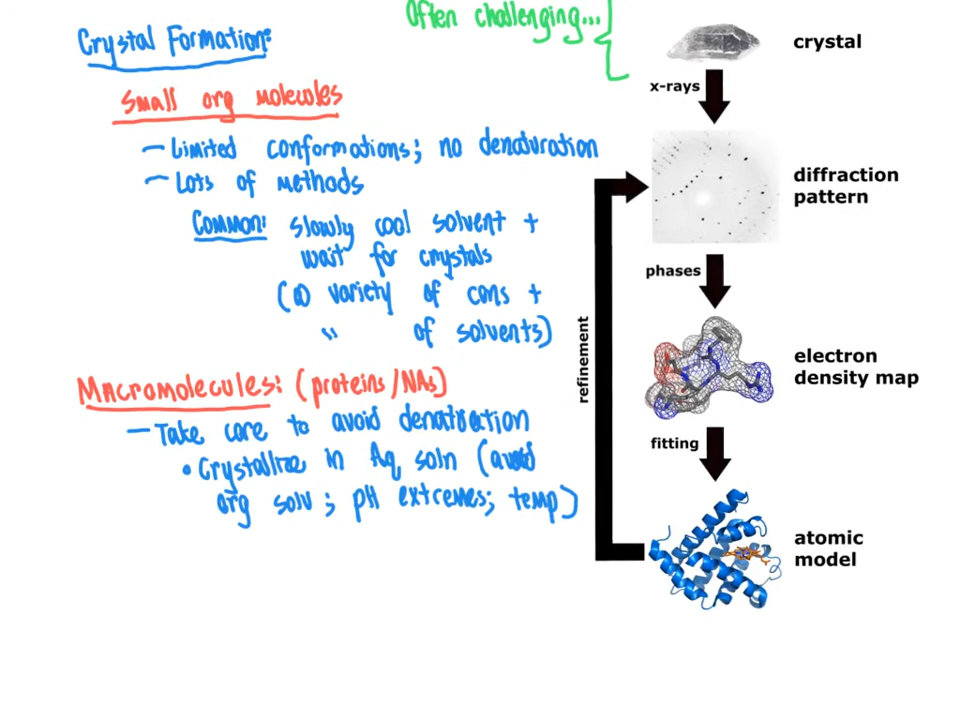 Often challenging...
Crystal Formation:
Small org molecules
– Limited conformations; no denaturation
– Lots of methods
Common: slowly cool solvent +
wait for crystals
(@ variety of cons +
" of solvents)
Macromolecules: (proteins/NAs)
– Take care to avoid denaturation
• Crystallize in Aq soln (avoid
org solv; pH extremes; temp)
crystal
x-rays
diffraction
pattern
phases
electron
density map
refinement
fitting
atomic
model